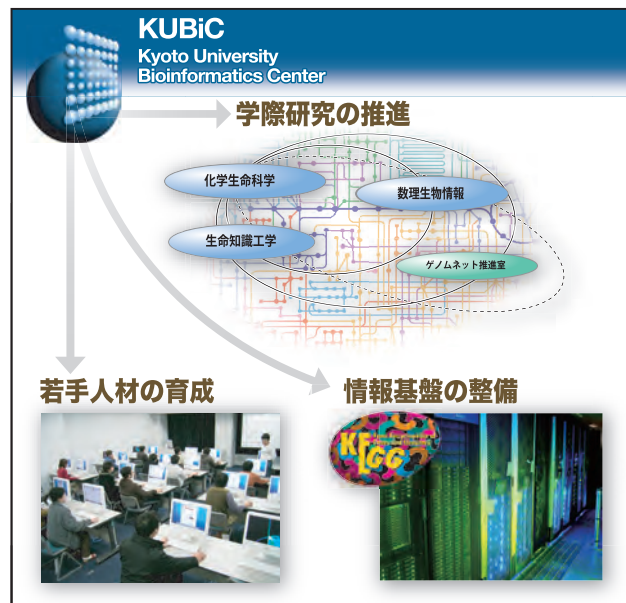 KUBiC
Kyoto University
Bioinformatics Center
学際研究の推進
化学生命科学
数理生物情報
生命知識工学
ゲノムネット推進室
若手人材の育成
情報基盤の整備
KEGG